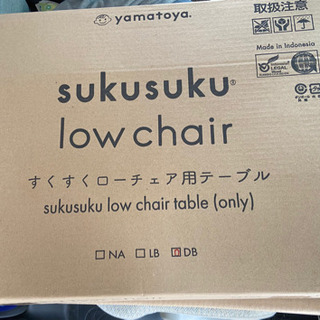 yamatoya.
取扱注意
Made in Indonesia
LEGAL
sukusuku®
low chair
すくすくローチェア用テーブル
sukusuku low chair table (only)
NA LB DB